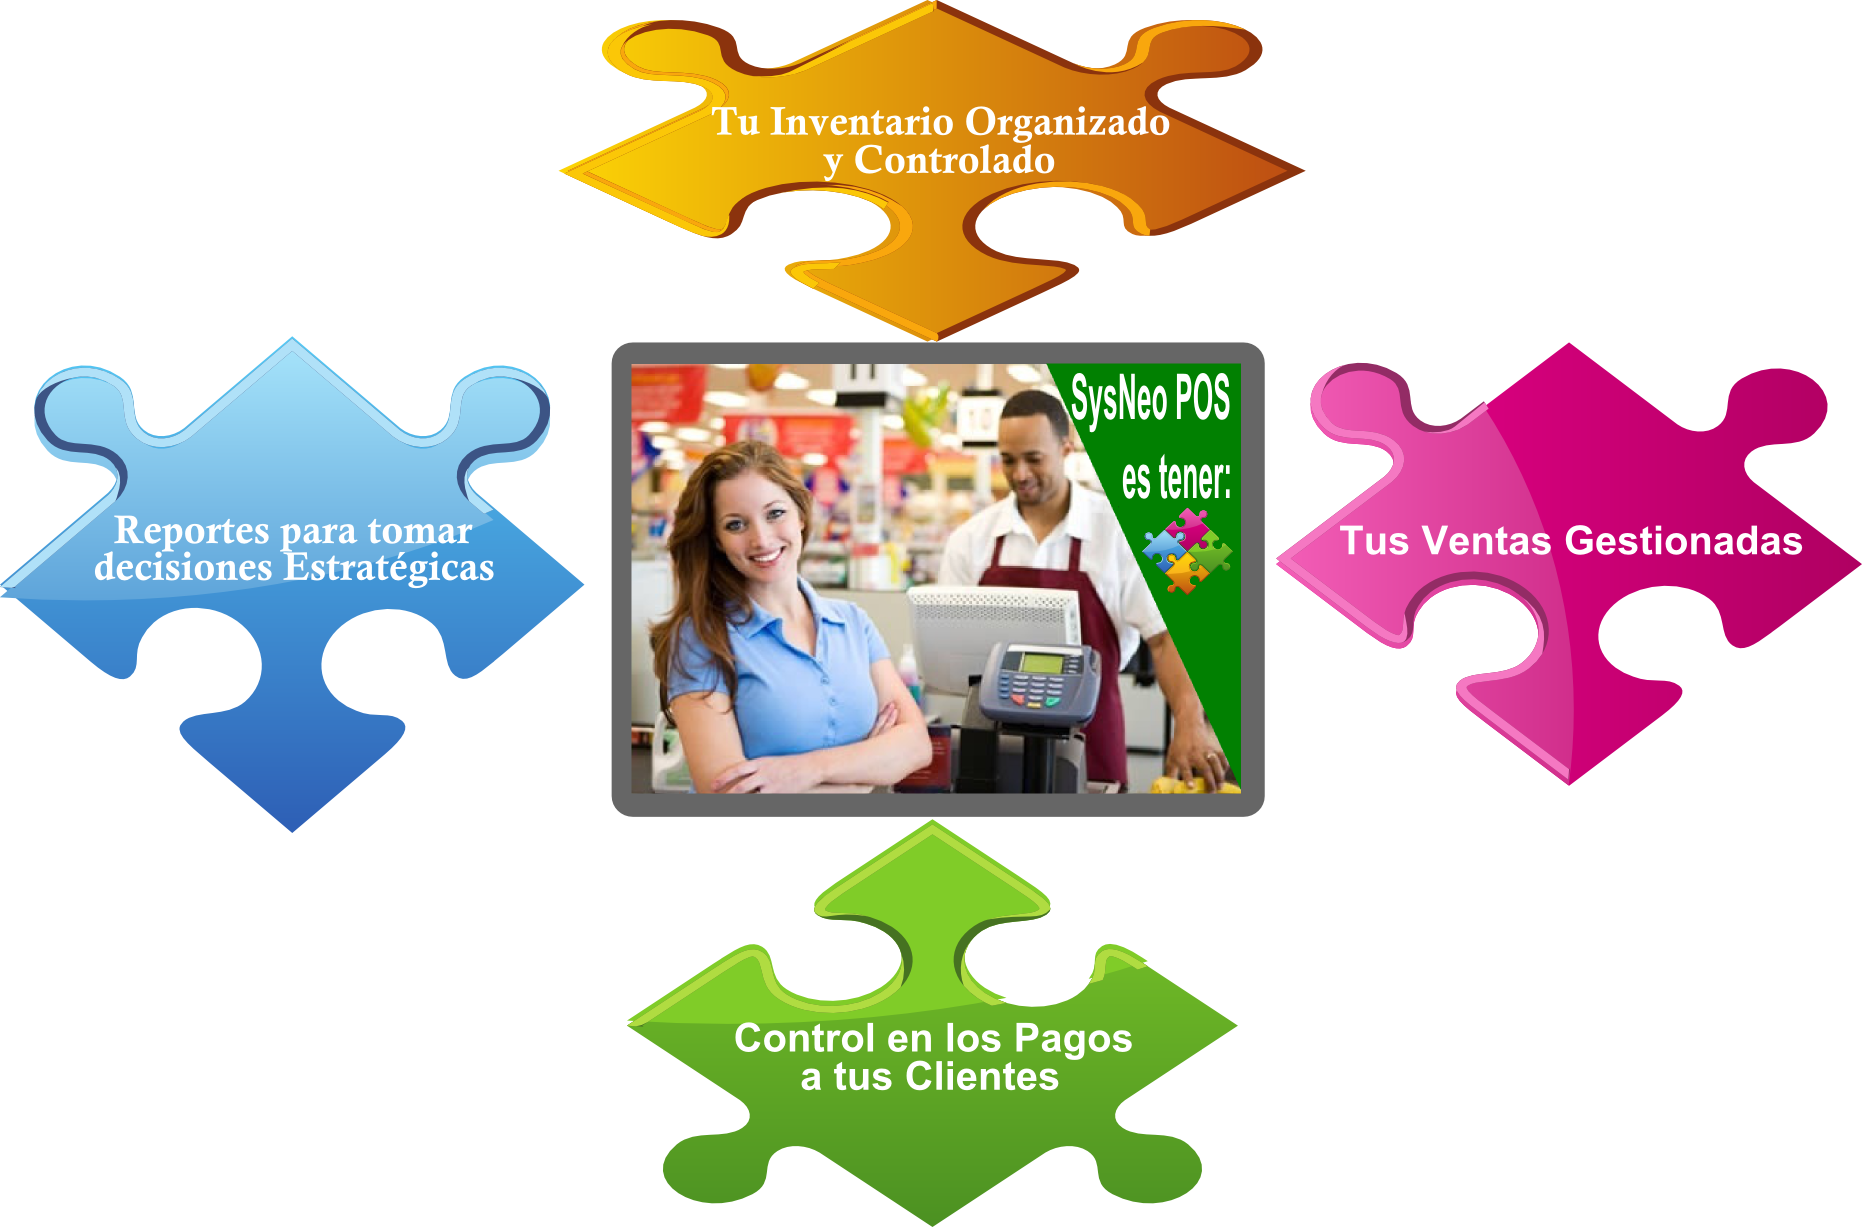 Tu Inventario Organizado
y Controlado
SysNeo POS
es tener:
Reportes para tomar
decisiones Estratégicas
Tus Ventas Gestionadas
Control en los Pagos
a tus Clientes